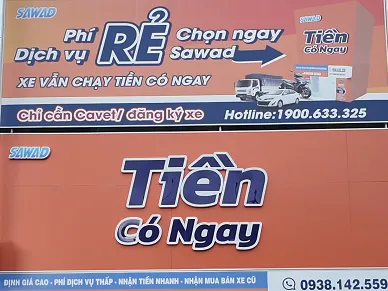 SAWAD
Phí Dịch vụ RẺ Chọn ngay Sawad
XE VẪN CHẠY TIỀN CÓ NGAY
Chỉ cần Cavet/ đăng ký xe
Hotline:1900.633.325
SAWAD
Tiền
Có Ngay
SAWAD
Tiền
Có Ngay
ĐỊNH GIÁ CAO - PHÍ DỊCH VỤ THẤP - NHẬN TIỀN NHANH - NHẬN MUA BÁN XE CŨ
0938.142.559